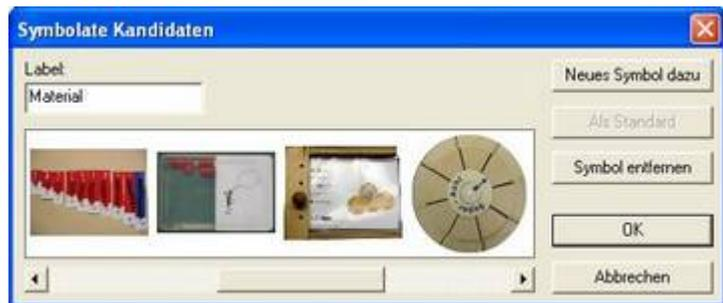 Symbolate Kandidaten
Label:
Material
Neues Symbol dazu
Als Standard
Symbol entfernen
OK
Abbrechen